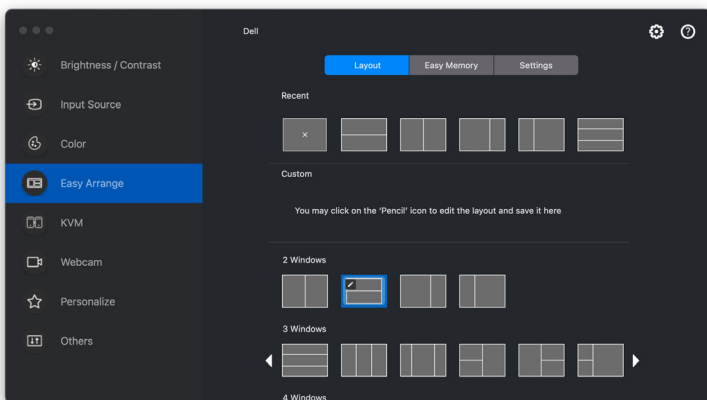 Dell
Brightness / Contrast
Input Source
Color
Easy Arrange
KVM
Webcam
Personalize
Others
Layout
Easy Memory
Settings
Recent
Custom
You may click on the 'Pencil' icon to edit the layout and save it here
2 Windows
3 Windows
4 Windows